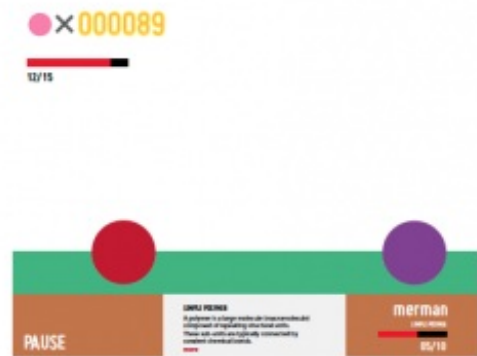 ×000089
12/15
PAUSE
SIMPLE POLYMER
A polymer is a large molecule (macromolecule)
composed of repeating structural units.
These sub-units are typically connected by
covalent chemical bonds.
merman
SIMPLE POLYMER
05/10